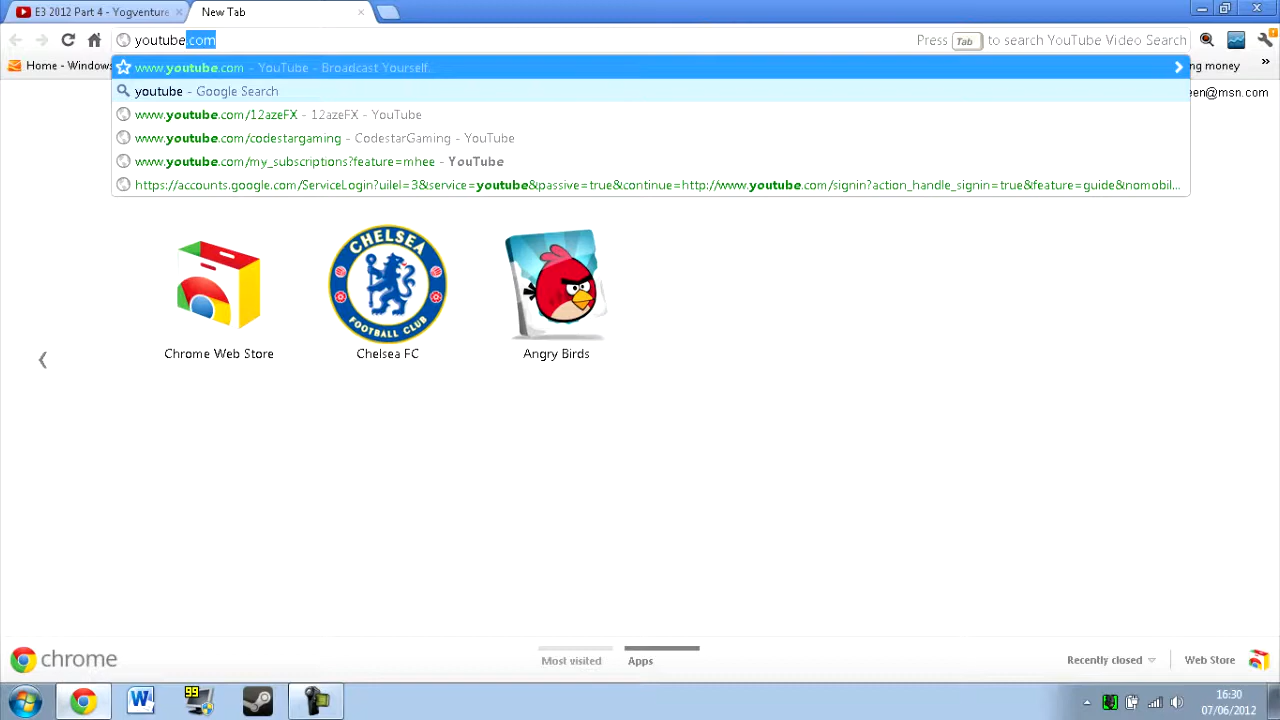 E3 2012 Part 4 - Yogventure
New Tab
youtube.com
Press Tab to search YouTube Video Search
Home - Window
ng money
www.youtube.com - YouTube - Broadcast Yourself.
youtube - Google Search
een@msn.com
www.youtube.com/12azeFX - 12azeFX - YouTube
www.youtube.com/codestargaming - CodestarGaming - YouTube
www.youtube.com/my_subscriptions?feature=mhee - YouTube
https://accounts.google.com/ServiceLogin?uilel=3&service=youtube&passive=true&continue=http://www.youtube.com/signin?action_handle_signin=true&feature=guide&nomobil...
CHELSEA
FOOTBALL CLUB
Chrome Web Store
Chelsea FC
Angry Birds
chrome
Most visited
Apps
Recently closed
Web Store
99
16:30
07/06/2012